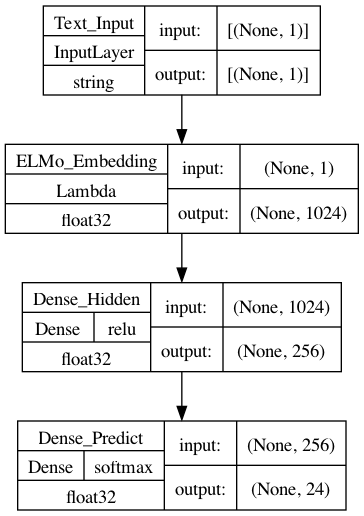 Text_Input
InputLayer
string
input:
[(None, 1)]
output:
[(None, 1)]
ELMo_Embedding
Lambda
float32
input:
(None, 1)
output:
(None, 1024)
Dense_Hidden
Dense relu
float32
input:
(None, 1024)
output:
(None, 256)
Dense_Predict
Dense softmax
float32
input:
(None, 256)
output:
(None, 24)